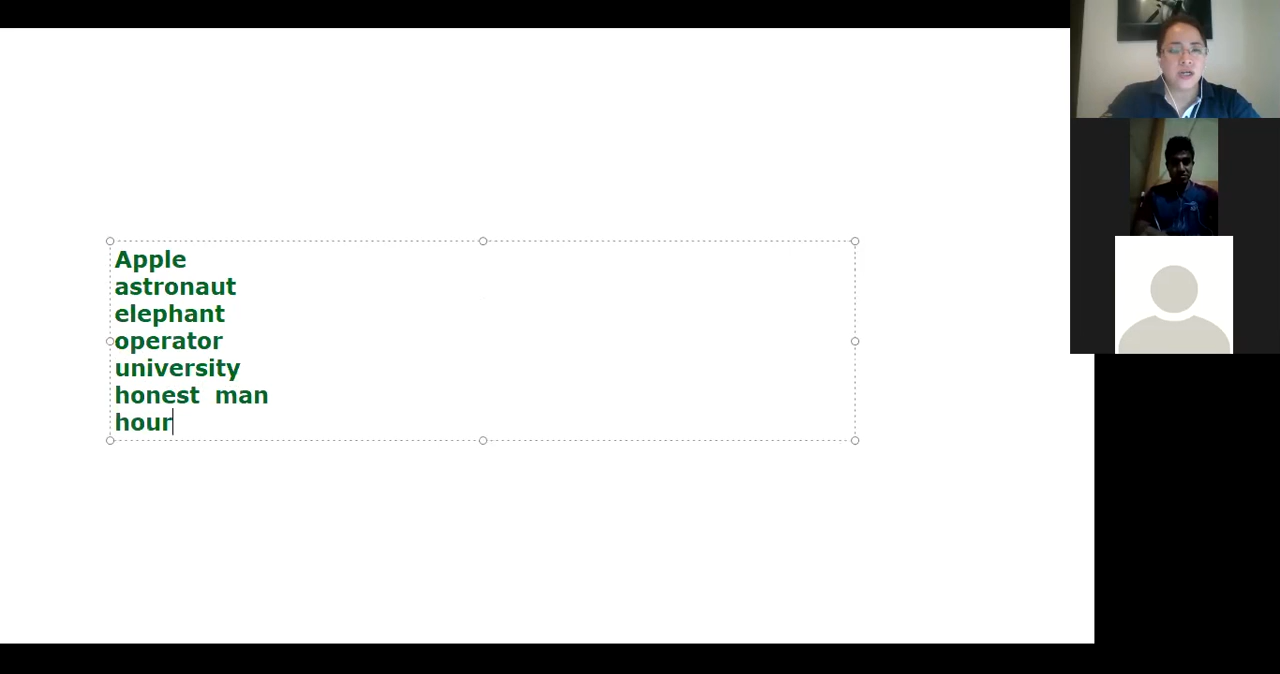 Apple
astronaut
elephant
operator
university
honest  man
hour